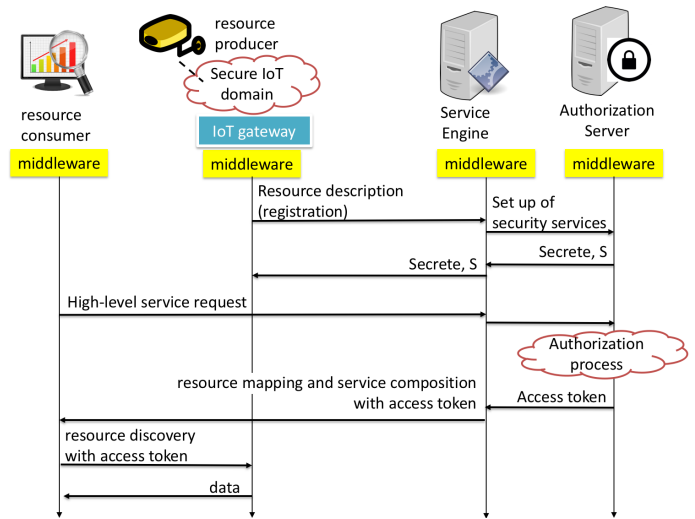 resource
producer
Secure IoT
domain
resource
consumer
IoT gateway
Service
Engine
Authorization
Server
middleware
middleware
middleware
middleware
Resource description
(registration)
Set up of
security services
Secrete, S
Secrete, S
High-level service request
Authorization
process
resource mapping and service composition
with access token
Access token
resource discovery
with access token
data